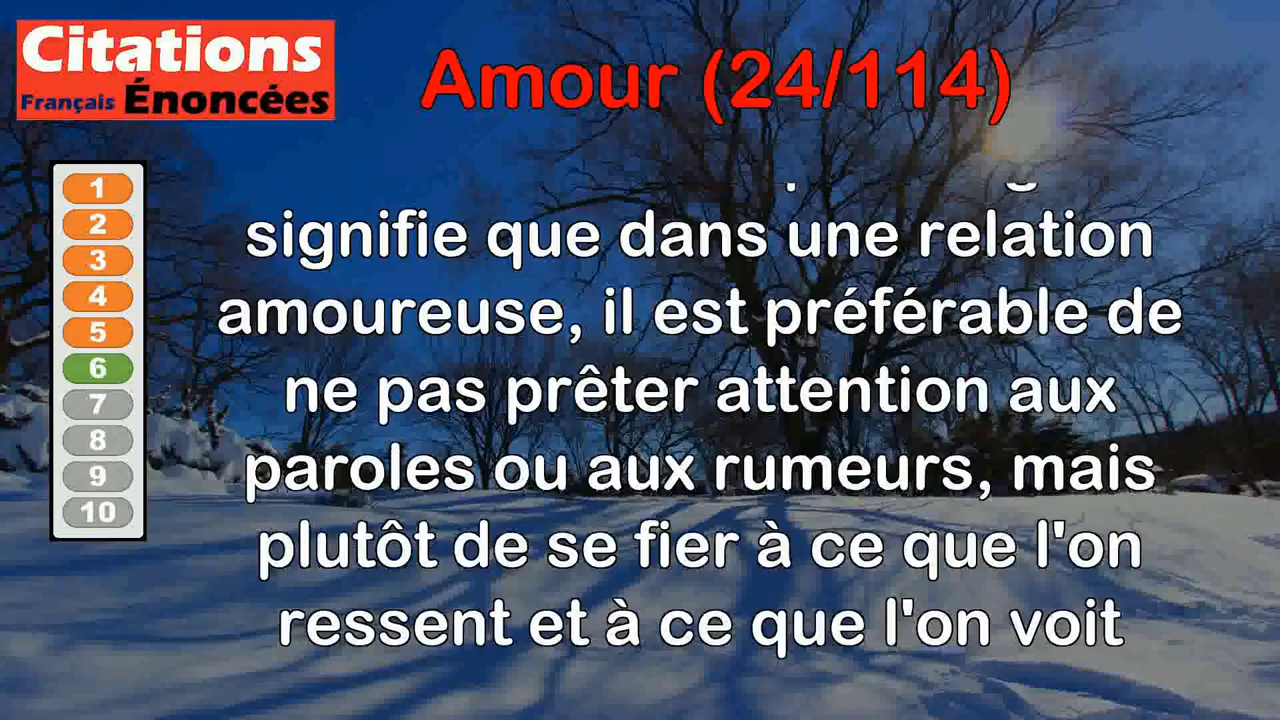 Citations
Français Énoncées
Amour (24/114)
1
2
3
4
5
6
7
8
9
10
signifie que dans une relation
amoureuse, il est préférable de
ne pas prêter attention aux
paroles ou aux rumeurs, mais
plutôt de se fier à ce que l'on
ressent et à ce que l'on voit